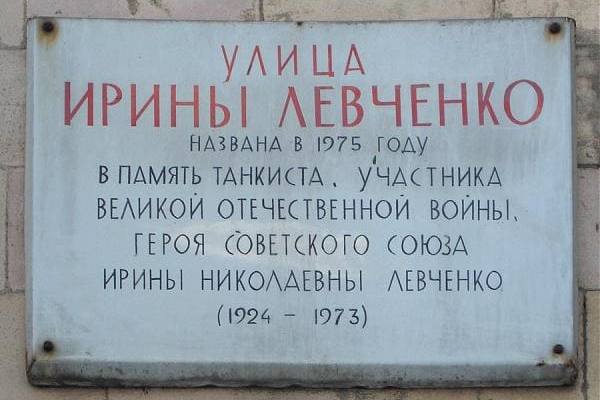 УЛИЦА
ИРИНЫ ЛЕВЧЕНКО
НАЗВАНА В 1975 ГОДУ
В ПАМЯТЬ ТАНКИСТА, УЧАСТНИКА
ВЕЛИКОЙ ОТЕЧЕСТВЕННОЙ ВОЙНЫ,
ГЕРОЯ СОВЕТСКОГО СОЮЗА
ИРИНЫ НИКОЛАЕВНЫ ЛЕВЧЕНКО
(1924 – 1973)